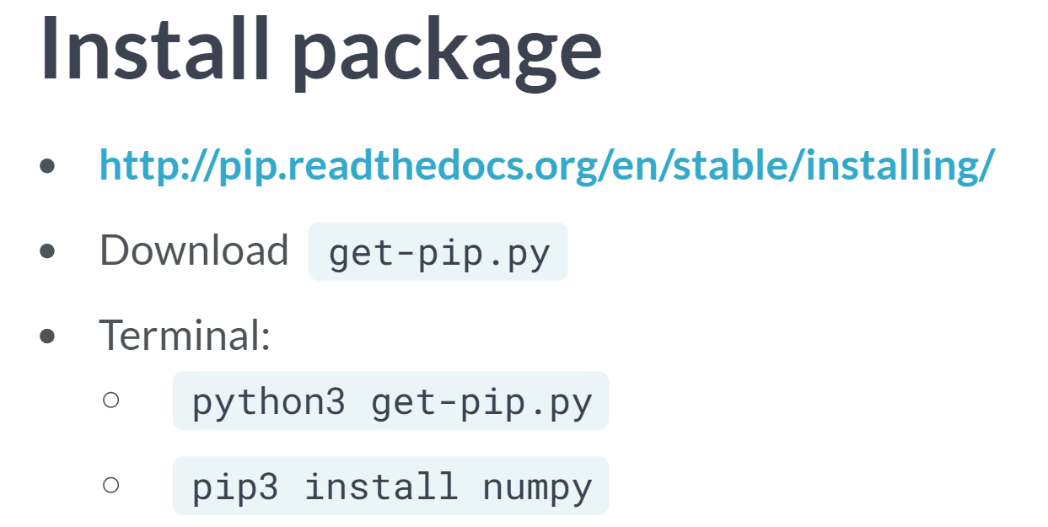 Install package
http://pip.readthedocs.org/en/stable/installing/
Download get-pip.py
Terminal:
python3 get-pip.py
pip3 install numpy